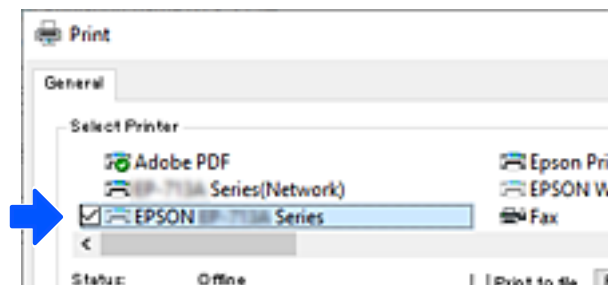 Print
General
Select Printer
Adobe PDF
Epson Pri
Series(Network)
EPSON W
EPSON Series
Fax
Status: Offline
Print to file